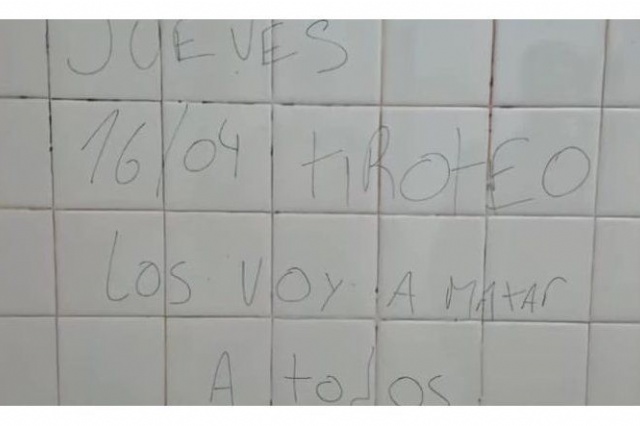 JUEVES
16/04 tIROtEO
LOS VOY A MAtAr
A todos